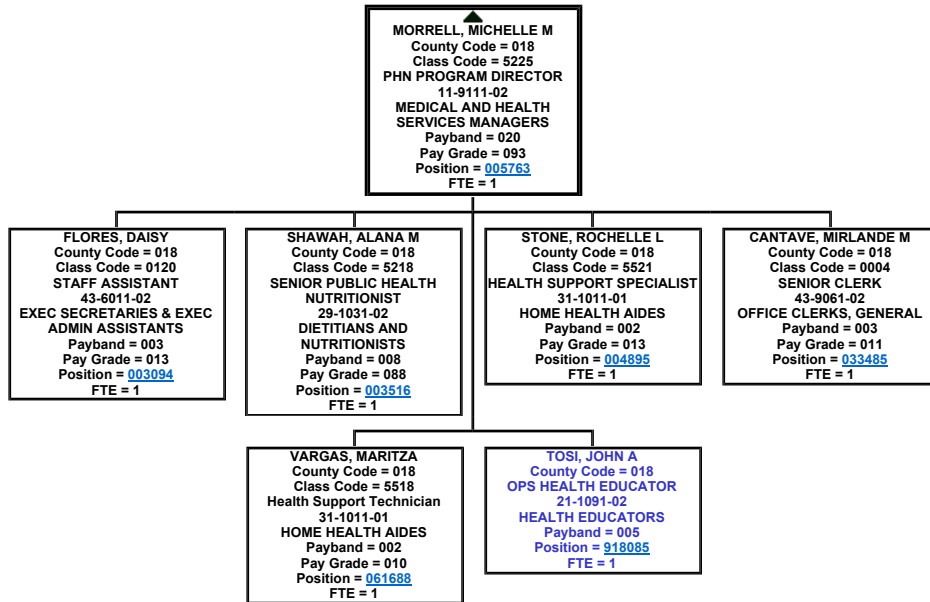 MORRELL, MICHELLE M
County Code = 018
Class Code = 5225
PHN PROGRAM DIRECTOR
11-9111-02
MEDICAL AND HEALTH
SERVICES MANAGERS
Payband = 020
Pay Grade = 093
Position = 005763
FTE = 1
FLORES, DAISY
County Code = 018
Class Code = 0120
STAFF ASSISTANT
43-6011-02
EXEC SECRETARIES & EXEC
ADMIN ASSISTANTS
Payband = 003
Pay Grade = 013
Position = 003094
FTE = 1
SHAWAH, ALANA M
County Code = 018
Class Code = 5218
SENIOR PUBLIC HEALTH
NUTRITIONIST
29-1031-02
DIETITIANS AND
NUTRITIONISTS
Payband = 008
Pay Grade = 088
Position = 003516
FTE = 1
STONE, ROCHELLE L
County Code = 018
Class Code = 5521
HEALTH SUPPORT SPECIALIST
31-1011-01
HOME HEALTH AIDES
Payband = 002
Pay Grade = 013
Position = 004895
FTE = 1
CANTAVE, MIRLANDE M
County Code = 018
Class Code = 0004
SENIOR CLERK
43-9061-02
OFFICE CLERKS, GENERAL
Payband = 003
Pay Grade = 011
Position = 033485
FTE = 1
VARGAS, MARITZA
County Code = 018
Class Code = 5518
Health Support Technician
31-1011-01
HOME HEALTH AIDES
Payband = 002
Pay Grade = 010
Position = 061688
FTE = 1
TOSI, JOHN A
County Code = 018
OPS HEALTH EDUCATOR
21-1091-02
HEALTH EDUCATORS
Payband = 005
Position = 918085
FTE = 1